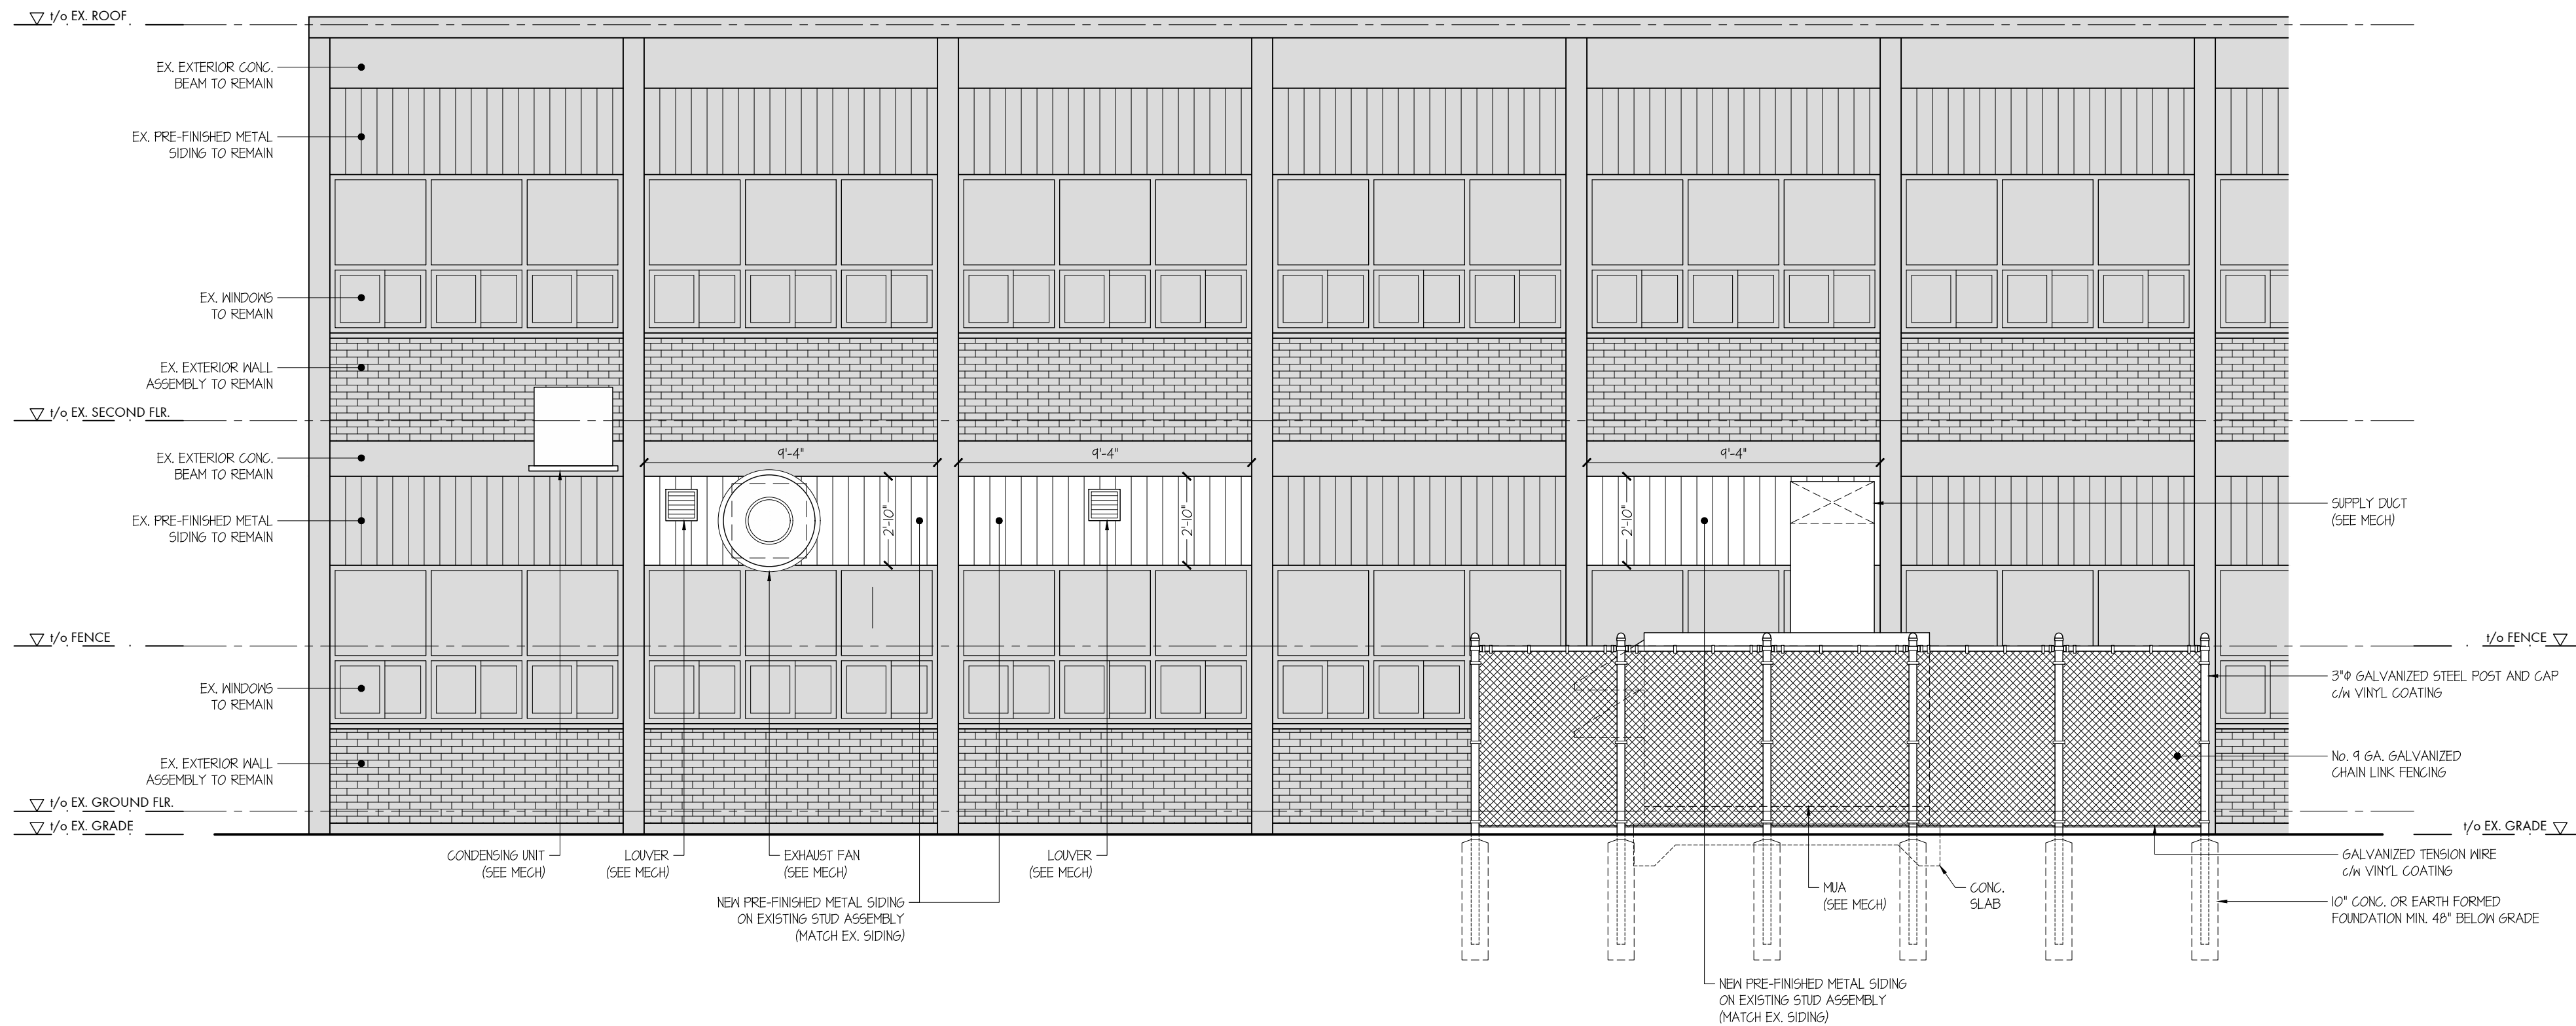 t/o EX. ROOF
EX. EXTERIOR CONC.
BEAM TO REMAIN
EX. PRE-FINISHED METAL
SIDING TO REMAIN
EX. WINDOWS
TO REMAIN
EX. EXTERIOR WALL
ASSEMBLY TO REMAIN
t/o EX. SECOND FLR.
EX. EXTERIOR CONC.
BEAM TO REMAIN
9'-4"
9'-4"
9'-4"
EX. PRE-FINISHED METAL
SIDING TO REMAIN
2'-10"
2'-10"
2'-10"
SUPPLY DUCT
(SEE MECH)
t/o FENCE
t/o FENCE
EX. WINDOWS
TO REMAIN
3"Φ GALVANIZED STEEL POST AND CAP
c/w VINYL COATING
EX. EXTERIOR WALL
ASSEMBLY TO REMAIN
No. 9 GA. GALVANIZED
CHAIN LINK FENCING
t/o EX. GROUND FLR.
t/o EX. GRADE
t/o EX. GRADE
CONDENSING UNIT
(SEE MECH)
LOUVER
(SEE MECH)
EXHAUST FAN
(SEE MECH)
LOUVER
(SEE MECH)
GALVANIZED TENSION WIRE
c/w VINYL COATING
NEW PRE-FINISHED METAL SIDING
ON EXISTING STUD ASSEMBLY
(MATCH EX. SIDING)
MUA
(SEE MECH)
CONC.
SLAB
10" CONC. OR EARTH FORMED
FOUNDATION MIN. 48" BELOW GRADE
NEW PRE-FINISHED METAL SIDING
ON EXISTING STUD ASSEMBLY
(MATCH EX. SIDING)